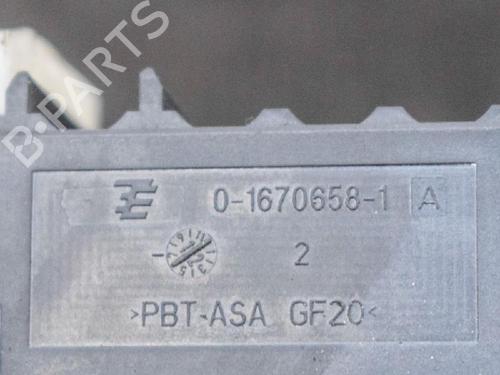 B-PARTS
0-1670658-1 A
2
>PBT-ASA GF20<